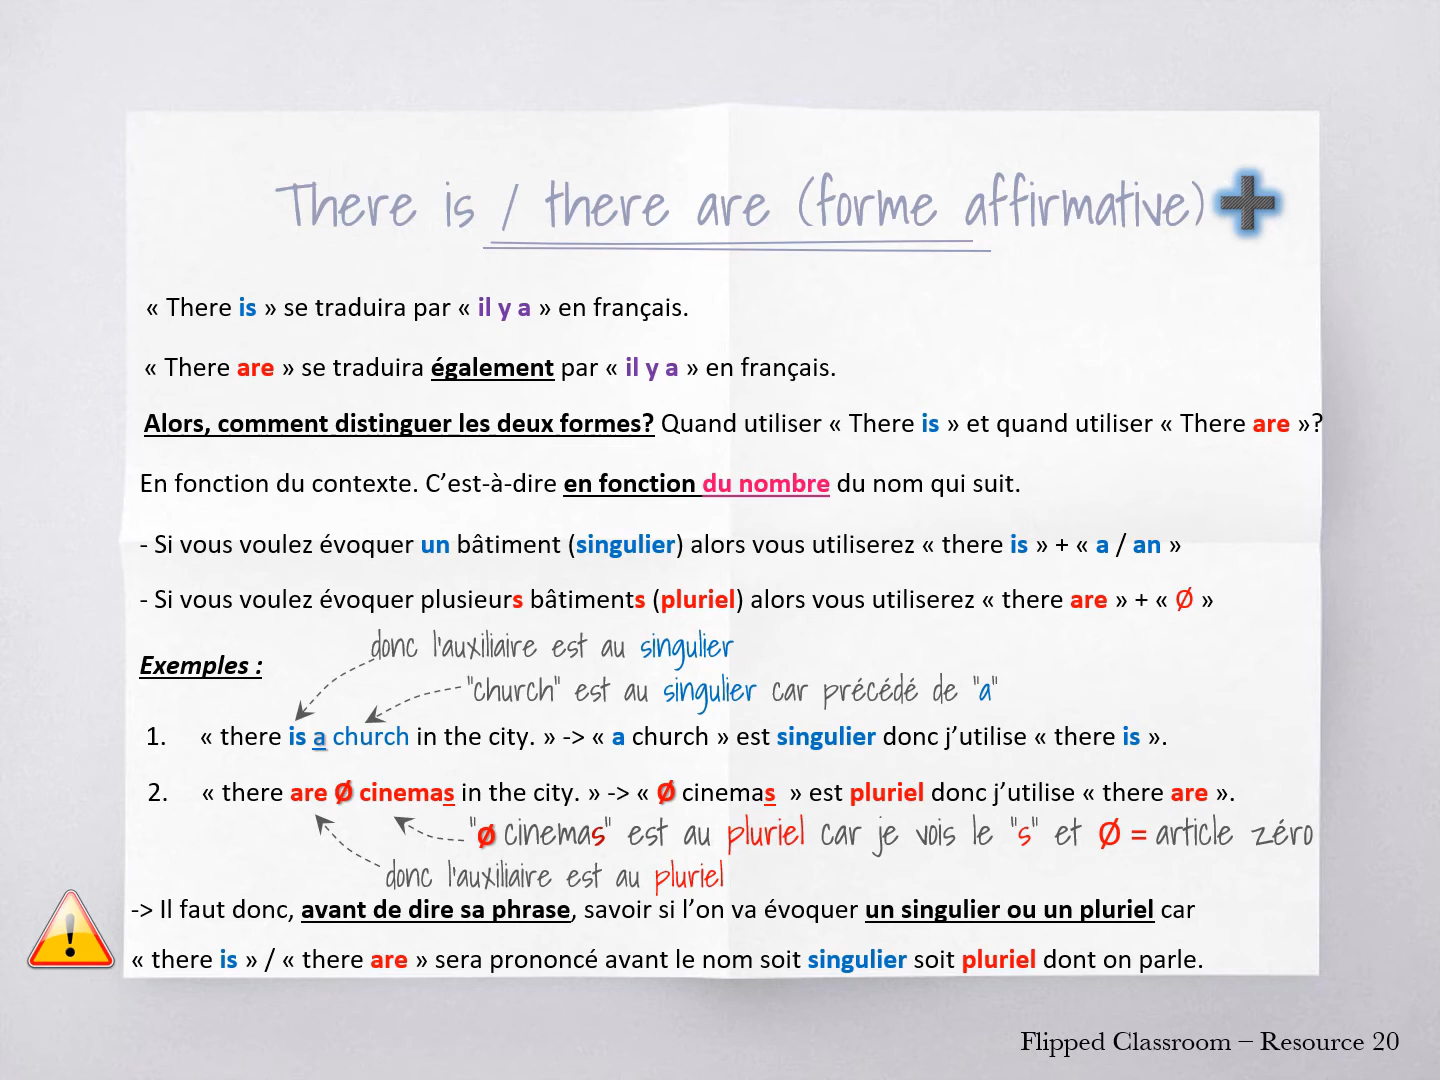 There is / there are (forme affirmative)
« There is » se traduira par « il y a » en français.
« There are » se traduira également par « il y a » en français.
Alors, comment distinguer les deux formes? Quand utiliser « There is » et quand utiliser « There are »?
En fonction du contexte. C’est-à-dire en fonction du nombre du nom qui suit.
- Si vous voulez évoquer un bâtiment (singulier) alors vous utiliserez « there is » + « a / an »
- Si vous voulez évoquer plusieurs bâtiments (pluriel) alors vous utiliserez « there are » + « Ø »
donc l'auxiliaire est au singulier
Exemples :
"church" est au singulier car précédé de "a"
1. « there is a church in the city. » -> « a church » est singulier donc j’utilise « there is ».
2. « there are Ø cinemas in the city. » -> « Ø cinemas » est pluriel donc j’utilise « there are ».
"Ø cinemas" est au pluriel car je vois le "s" et Ø = article zéro
donc l'auxiliaire est au pluriel
-> Il faut donc, avant de dire sa phrase, savoir si l’on va évoquer un singulier ou un pluriel car
« there is » / « there are » sera prononcé avant le nom soit singulier soit pluriel dont on parle.
Flipped Classroom – Resource 20